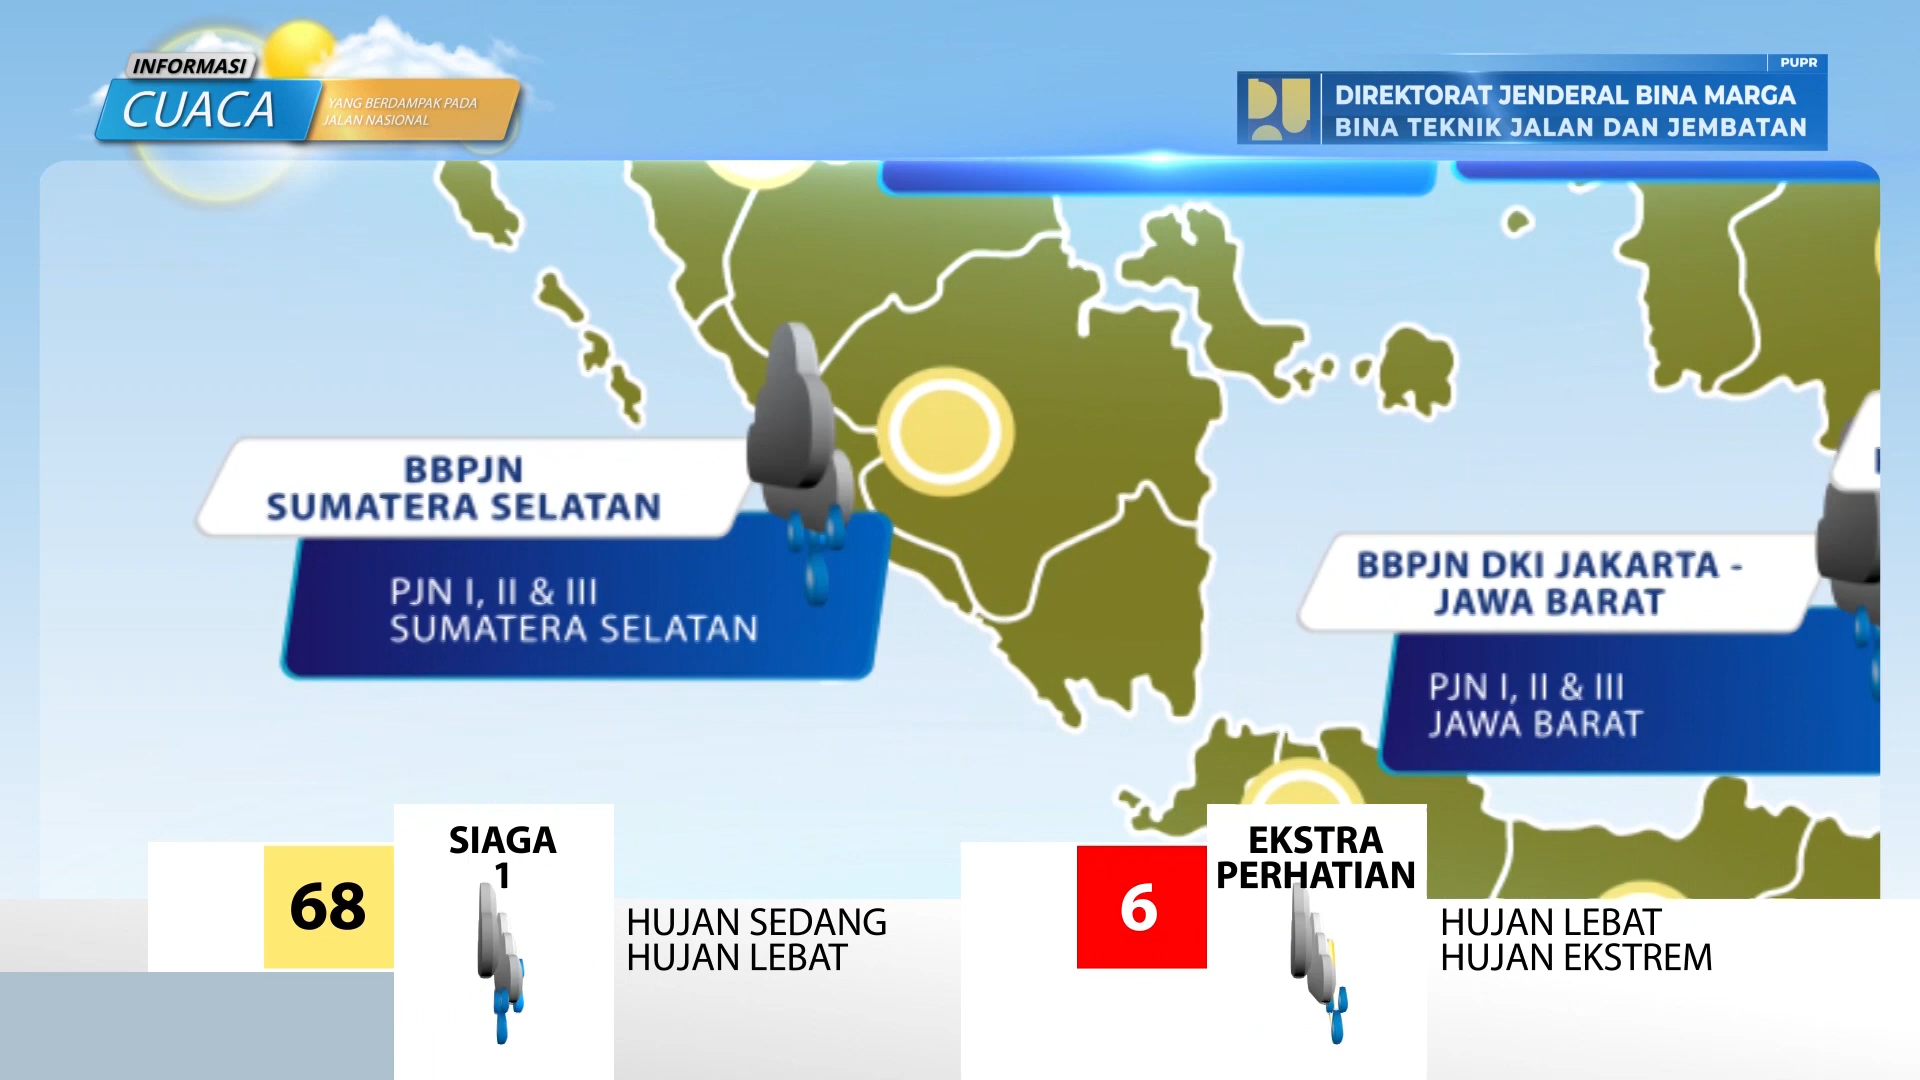 INFORMASI
CUACA
YANG BERDAMPAK PADA
JALAN NASIONAL
PUPR
DIREKTORAT JENDERAL BINA MARGA
BINA TEKNIK JALAN DAN JEMBATAN
BBPJN
SUMATERA SELATAN
PJN I, II & III
SUMATERA SELATAN
BBPJN DKI JAKARTA -
JAWA BARAT
PJN I, II & III
JAWA BARAT
68
SIAGA
1
HUJAN SEDANG
HUJAN LEBAT
6
EKSTRA
PERHATIAN
HUJAN LEBAT
HUJAN EKSTREM